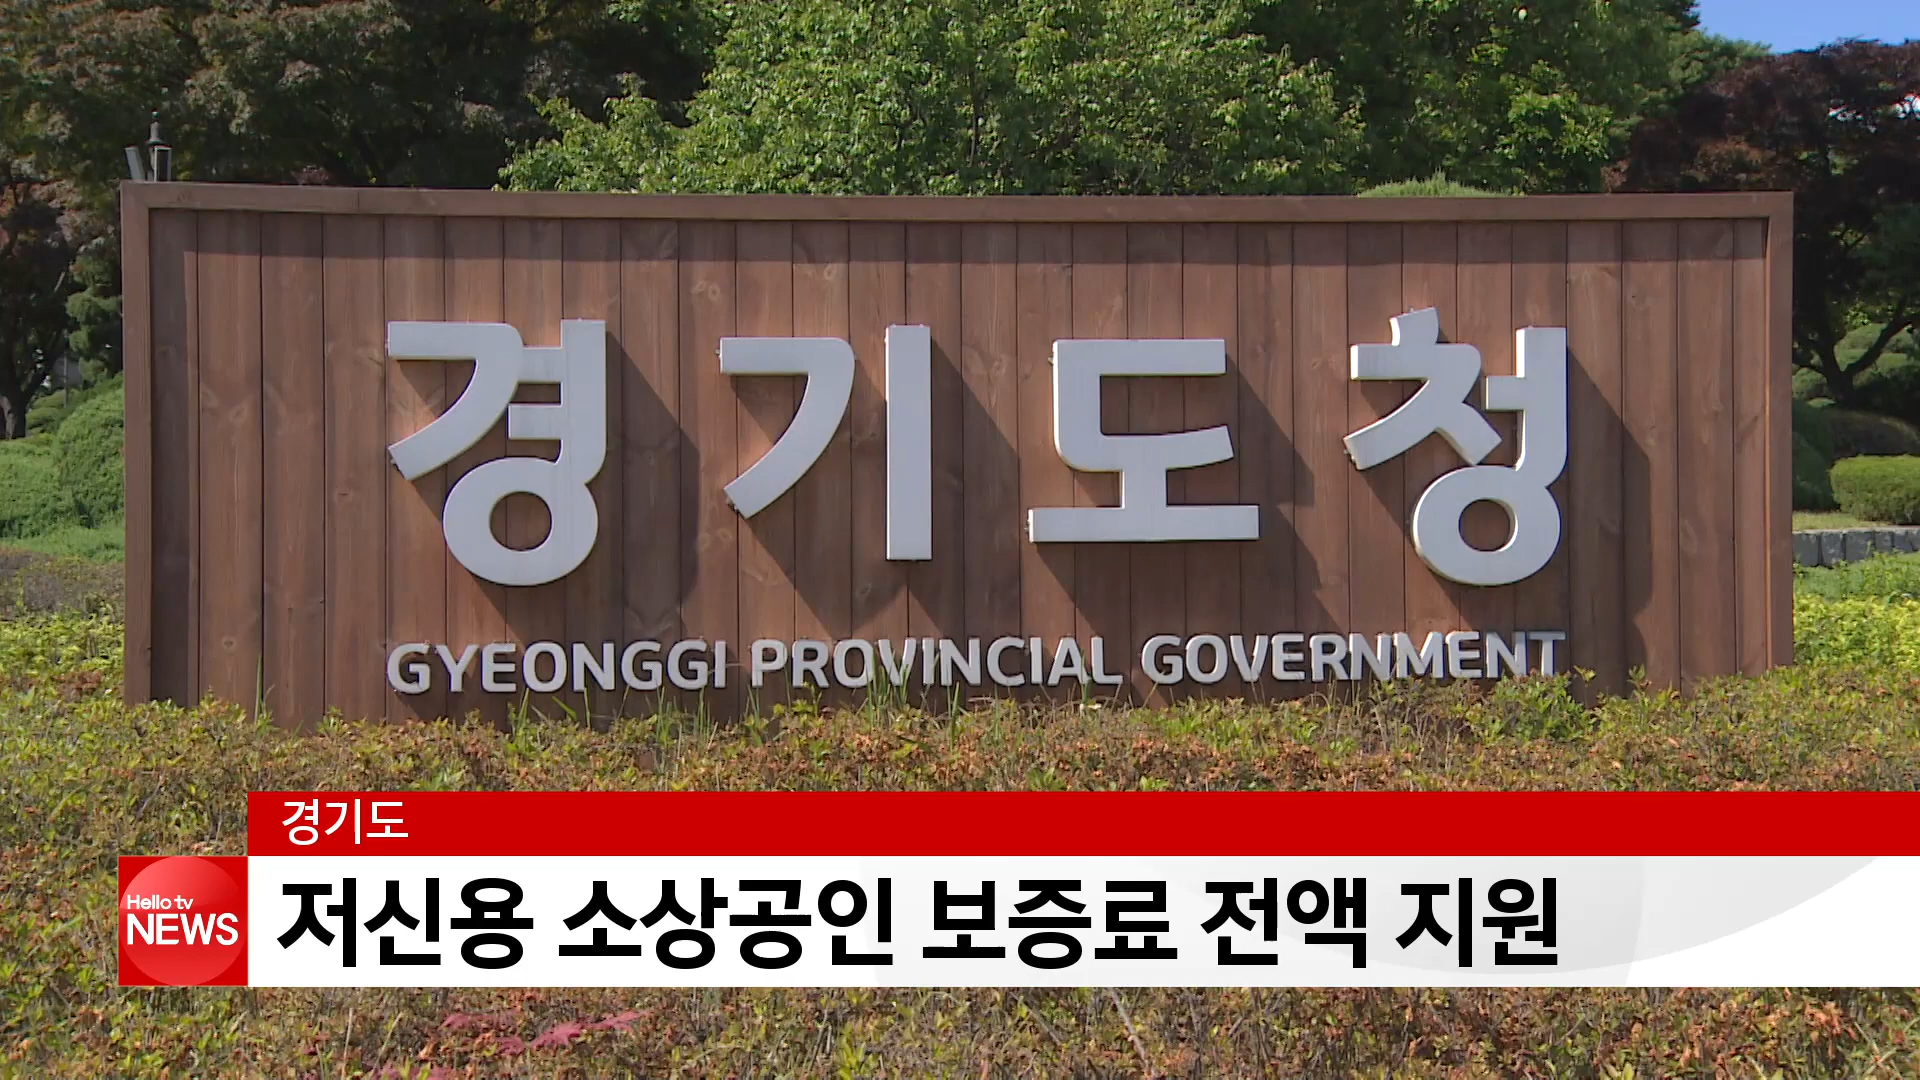 경기도청
GYEONGGI PROVINCIAL GOVERNMENT
경기도
Hello tv
NEWS
저신용 소상공인 보증료 전액 지원